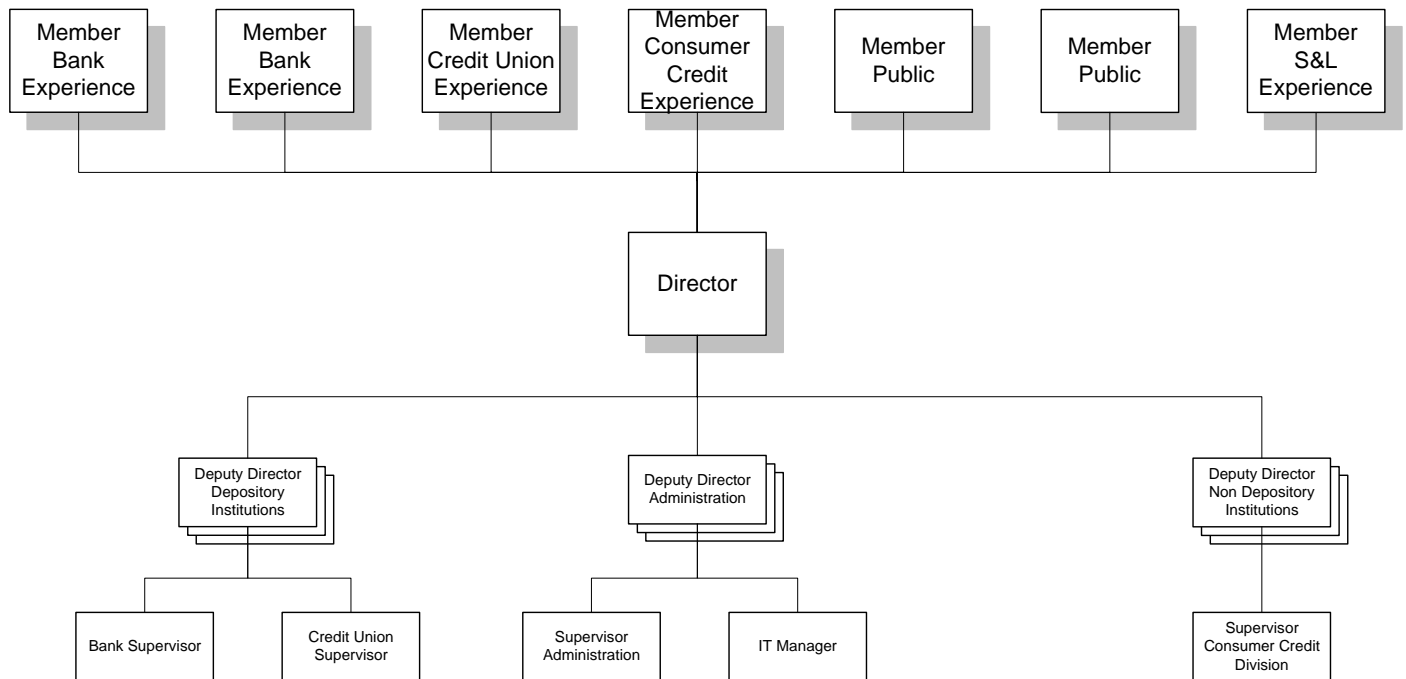 Member
Bank
Experience
Member
Bank
Experience
Member
Credit Union
Experience
Member
Consumer
Credit
Experience
Member
Public
Member
Public
Member
S&L
Experience
Director
Deputy Director
Depository
Institutions
Deputy Director
Administration
Deputy Director
Non Depository
Institutions
Bank Supervisor
Credit Union
Supervisor
Supervisor
Administration
IT Manager
Supervisor
Consumer Credit
Division